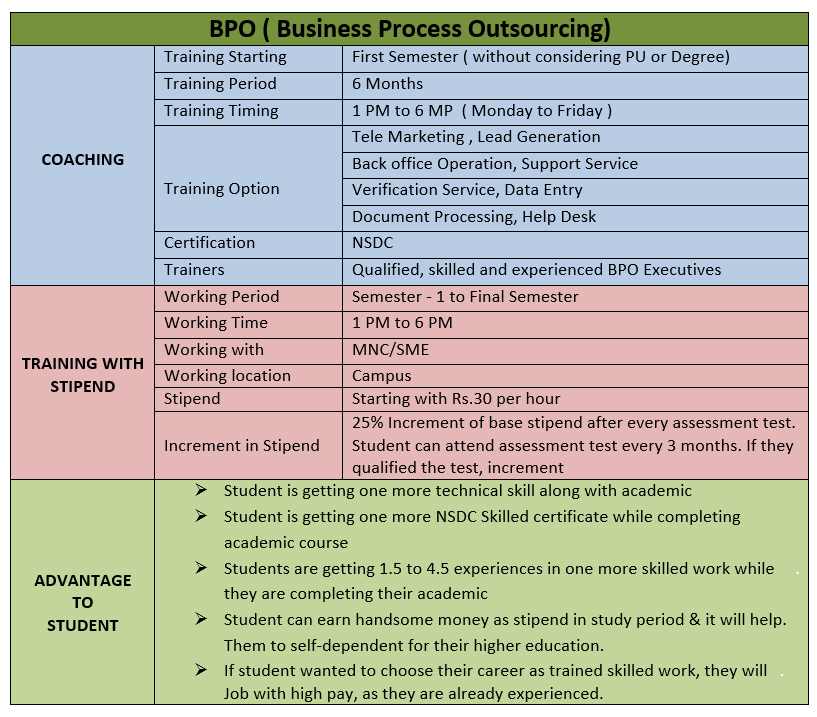 BPO ( Business Process Outsourcing)
COACHING
Training Starting
First Semester ( without considering PU or Degree)
Training Period
6 Months
Training Timing
1 PM to 6 MP ( Monday to Friday )
Training Option
Tele Marketing , Lead Generation
Back office Operation, Support Service
Verification Service, Data Entry
Document Processing, Help Desk
Certification
NSDC
Trainers
Qualified, skilled and experienced BPO Executives
TRAINING WITH
STIPEND
Working Period
Semester - 1 to Final Semester
Working Time
1 PM to 6 PM
Working with
MNC/SME
Working location
Campus
Stipend
Starting with Rs.30 per hour
Increment in Stipend
25% Increment of base stipend after every assessment test.
Student can attend assessment test every 3 months. If they
qualified the test, increment
ADVANTAGE
TO
STUDENT
➢ Student is getting one more technical skill along with academic
➢ Student is getting one more NSDC Skilled certificate while completing
academic course
➢ Students are getting 1.5 to 4.5 experiences in one more skilled work while
they are completing their academic
➢ Student can earn handsome money as stipend in study period & it will help.
Them to self-dependent for their higher education.
➢ If student wanted to choose their career as trained skilled work, they will
Job with high pay, as they are already experienced.